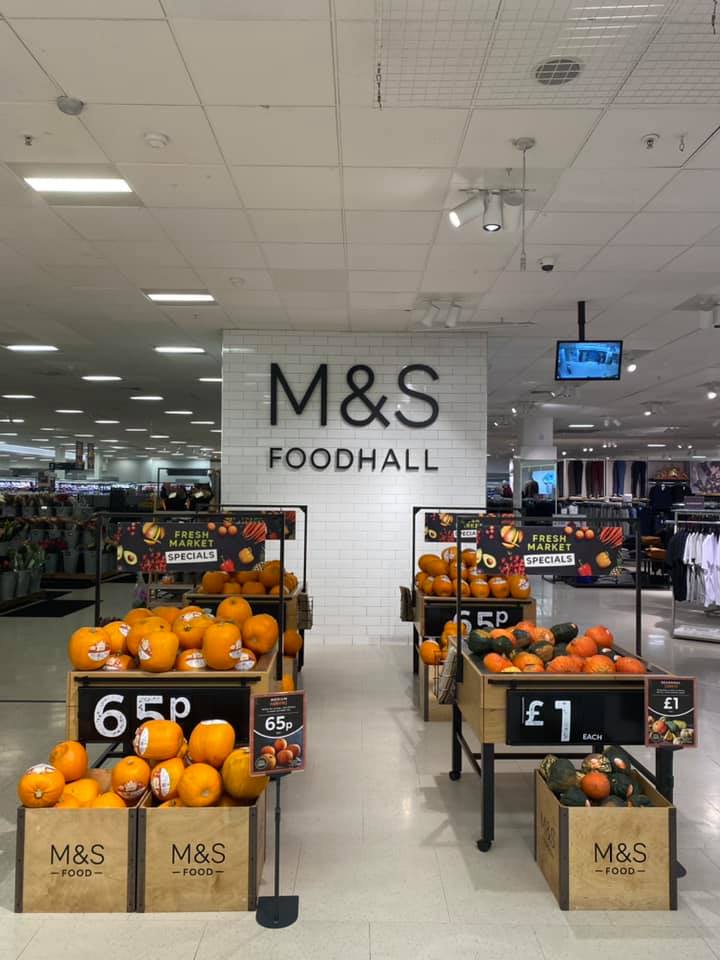 M&S
FOODHALL
FRESH
MARKET
SPECIALS
FRESH
MARKET
SPECIALS
65p
65p
65p
£1
EACH
£1
M&S
FOOD
M&S
FOOD
M&S
FOOD